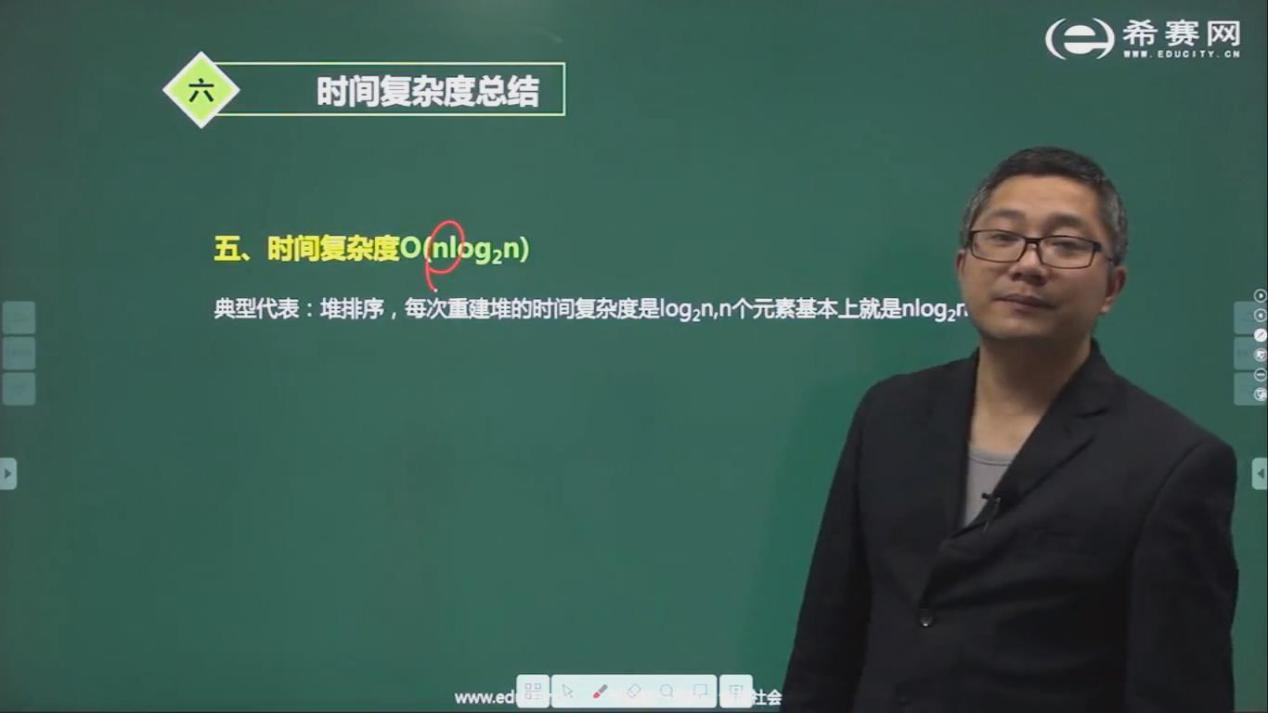 希赛网
WWW.EDUCITY.CN
六
时间复杂度总结
五、时间复杂度O(nlog₂n)
典型代表：堆排序，每次重建堆的时间复杂度是log₂n,n个元素基本上就是nlog₂n
www.edu
社会